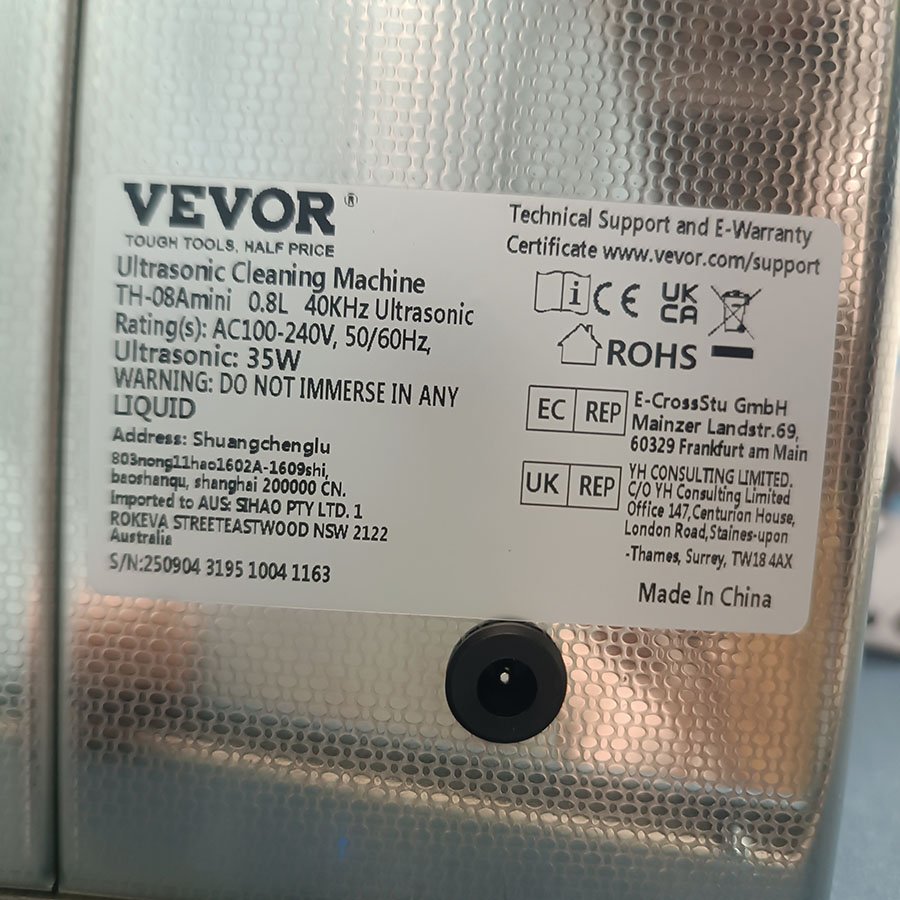 VEVOR®
TOUGH TOOLS, HALF PRICE
Ultrasonic Cleaning Machine
TH-08Amini 0.8L 40KHz Ultrasonic
Rating(s): AC100-240V, 50/60Hz,
Ultrasonic: 35W
WARNING: DO NOT IMMERSE IN ANY
LIQUID
Address: Shuangchenglu
803nong11hao1602A-1609shi,
baoshanqu, shanghai 200000 CN.
Imported to AUS: SIHAO PTY LTD. 1
ROKEVA STREETEASTWOOD NSW 2122
Australia
S/N:250904 3195 1004 1163
Technical Support and E-Warranty
Certificate www.vevor.com/support
i CE UK
CA
ROHS
EC REP
E-CrossStu GmbH
Mainzer Landstr.69,
60329 Frankfurt am Main
UK REP
YH CONSULTING LIMITED.
C/O YH Consulting Limited
Office 147,Centurion House,
London Road,Staines-upon
-Thames, Surrey, TW18 4AX
Made In China